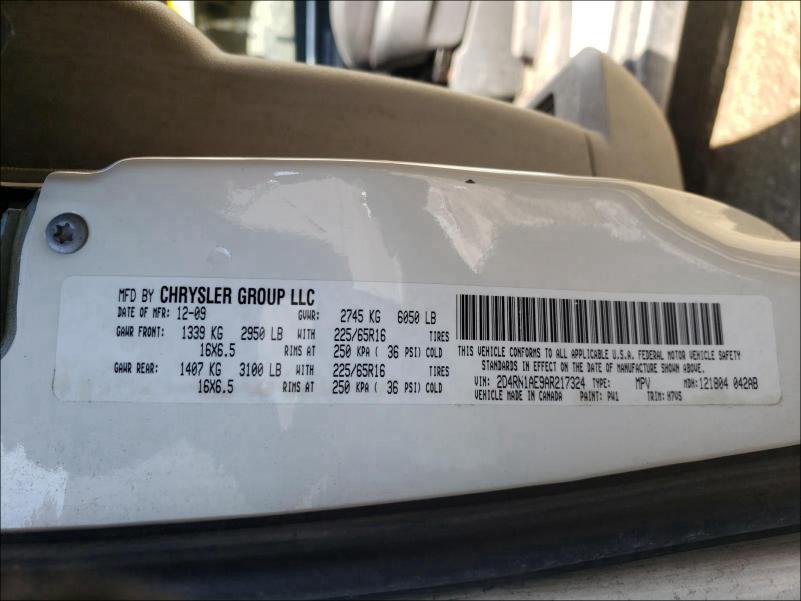 MFD BY CHRYSLER GROUP LLC
DATE OF MFR: 12-09 GVWR: 2745 KG 6050 LB
GAWR FRONT: 1339 KG 2950 LB WITH 225/65R16 TIRES
16X6.5 RIMS AT 250 KPA ( 36 PSI) COLD
GAWR REAR: 1407 KG 3100 LB WITH 225/65R16 TIRES
16X6.5 RIMS AT 250 KPA ( 36 PSI) COLD
THIS VEHICLE CONFORMS TO ALL APPLICABLE U.S.A. FEDERAL MOTOR VEHICLE SAFETY
STANDARDS IN EFFECT ON THE DATE OF MANUFACTURE SHOWN ABOVE.
VIN: 2D4RN1AE9AR217324 TYPE: MPV MDH: 121804 042AB
VEHICLE MADE IN CANADA PAINT: PW1 TRIM: H7V5